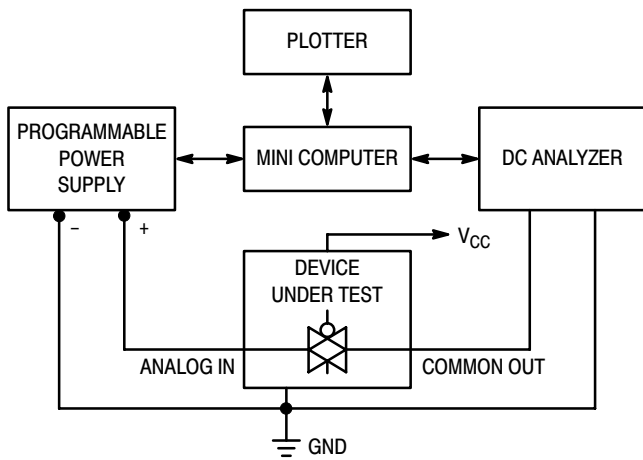 PLOTTER
PROGRAMMABLE
POWER
SUPPLY
MINI COMPUTER
DC ANALYZER
– +
VCC
DEVICE
UNDER TEST
ANALOG IN
COMMON OUT
GND